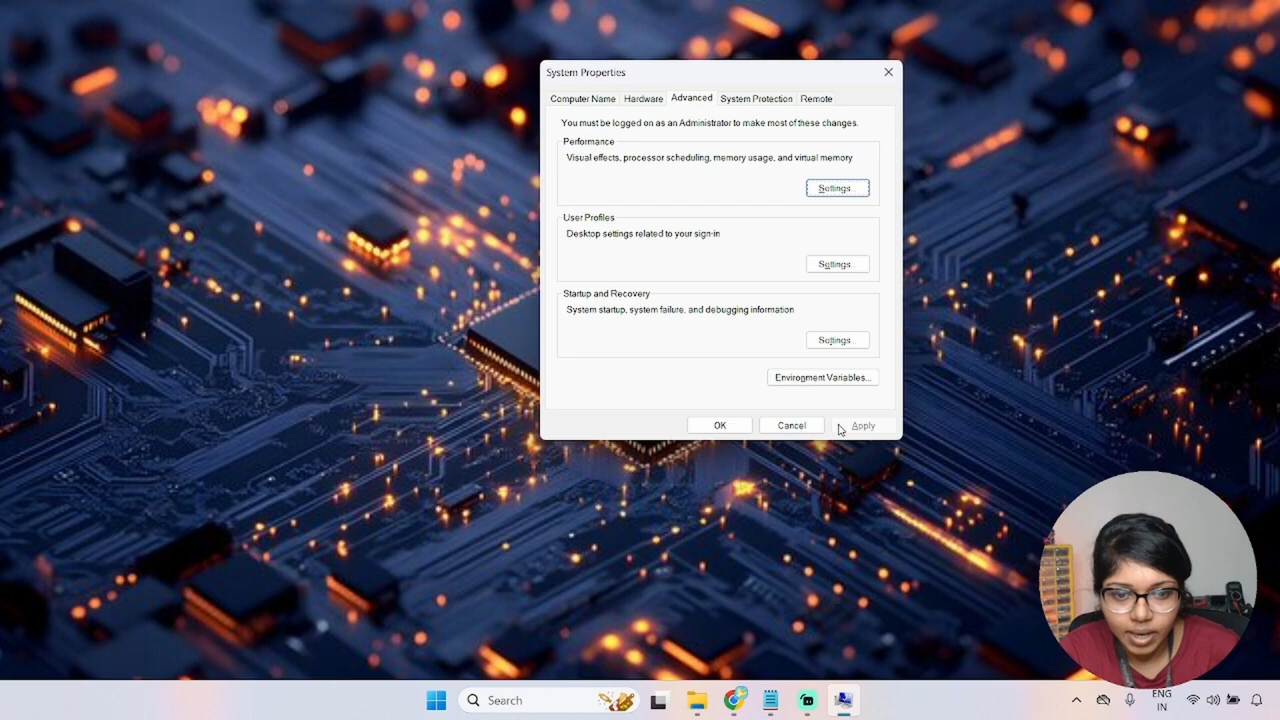 System Properties
Computer Name Hardware Advanced System Protection Remote
You must be logged on as an Administrator to make most of these changes.
Performance
Visual effects, processor scheduling, memory usage, and virtual memory
Settings...
User Profiles
Desktop settings related to your sign-in
Settings...
Startup and Recovery
System startup, system failure, and debugging information
Settings...
Environment Variables...
OK Cancel Apply
Search
ENG
IN